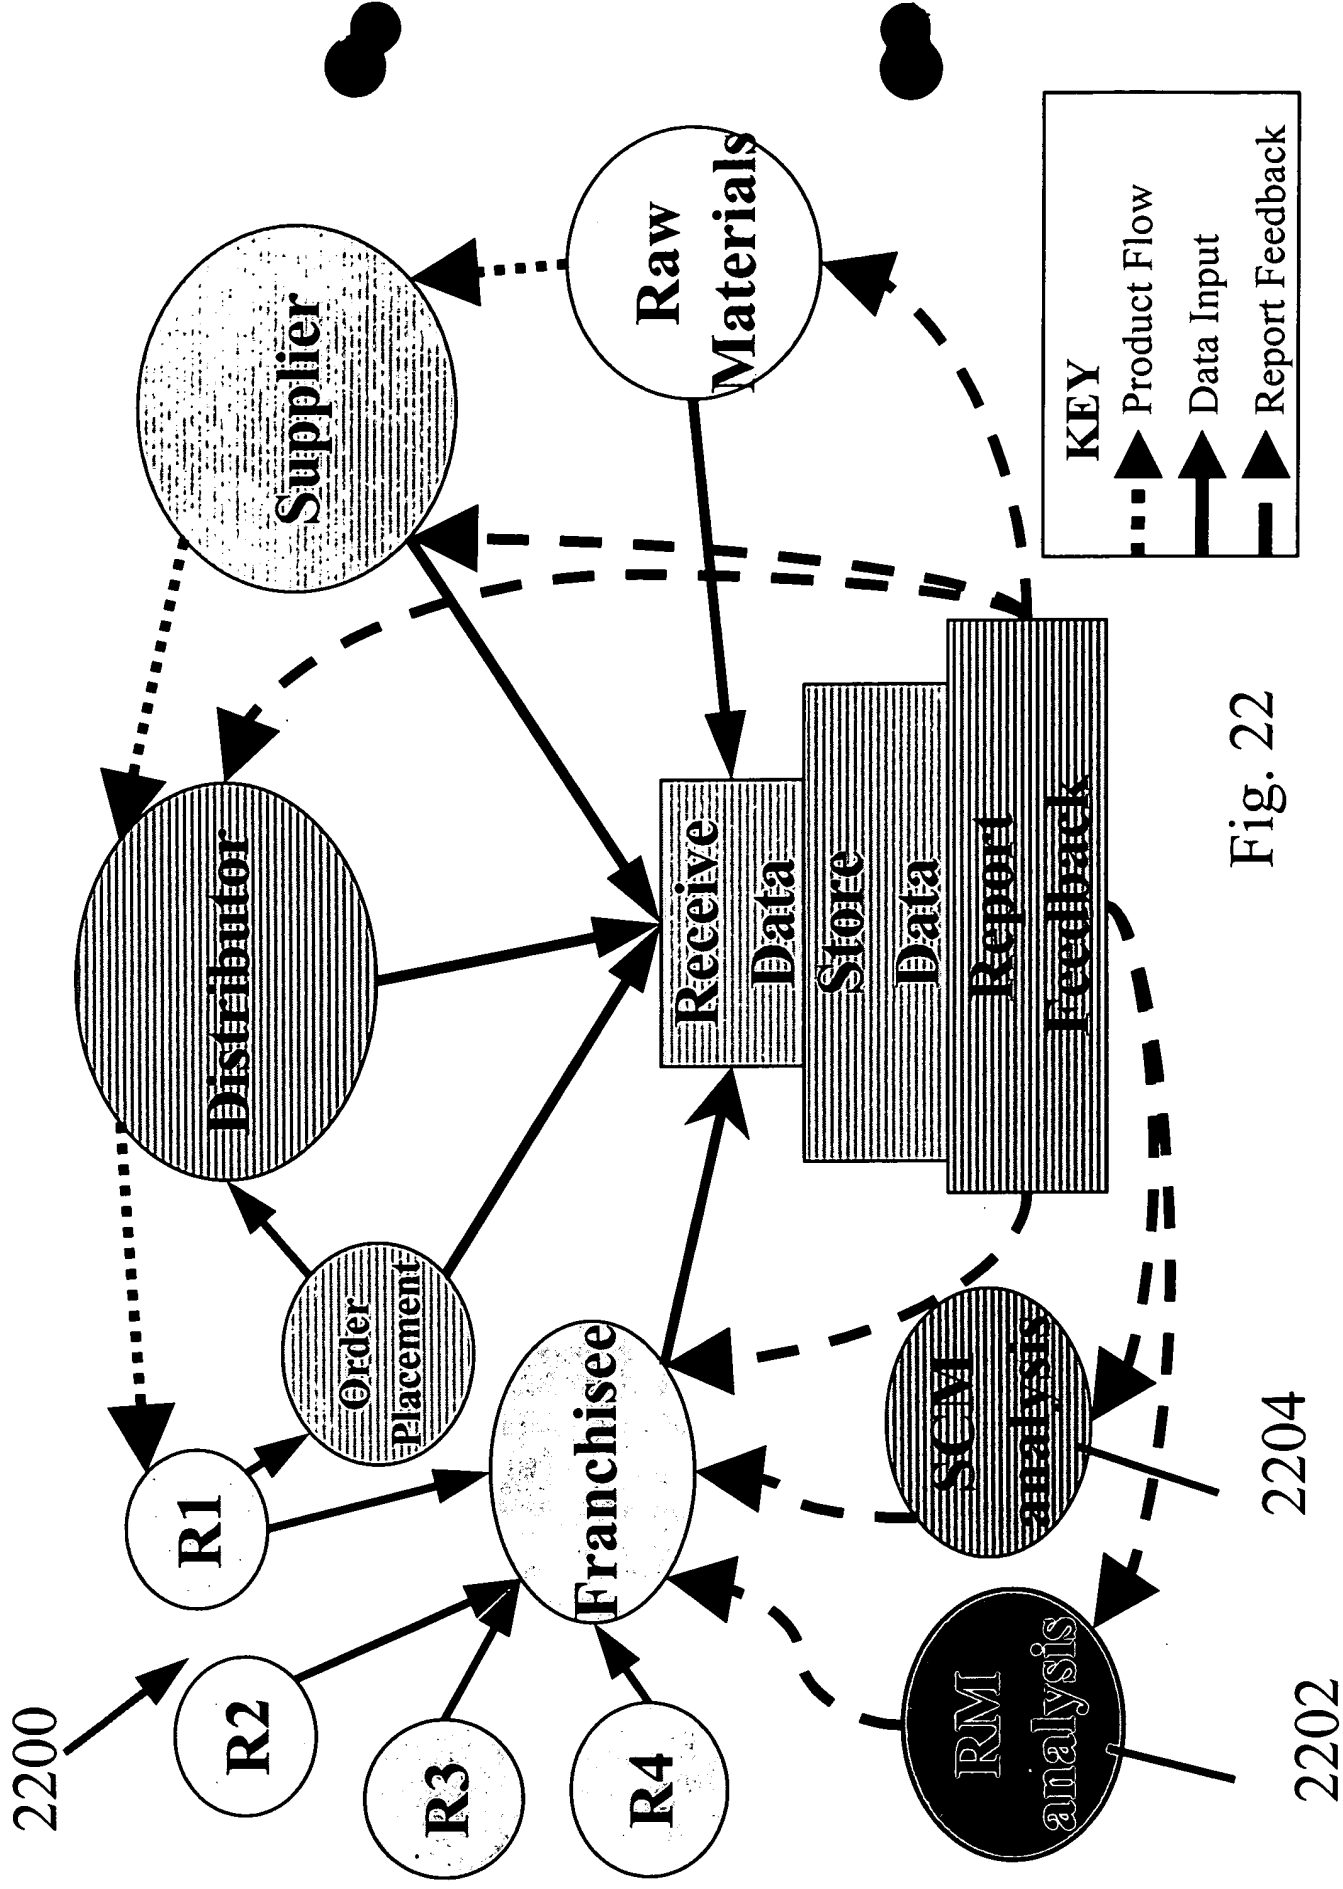 2200
R1
R2
R3
R4
Order
Placement
Distributor
Supplier
Franchisee
Raw
Materials
Receive
Data
Store
Data
Report
Feedback
RM
analysis
SCM
analysis
2202
2204
KEY
Product Flow
Data Input
Report Feedback
Fig. 22